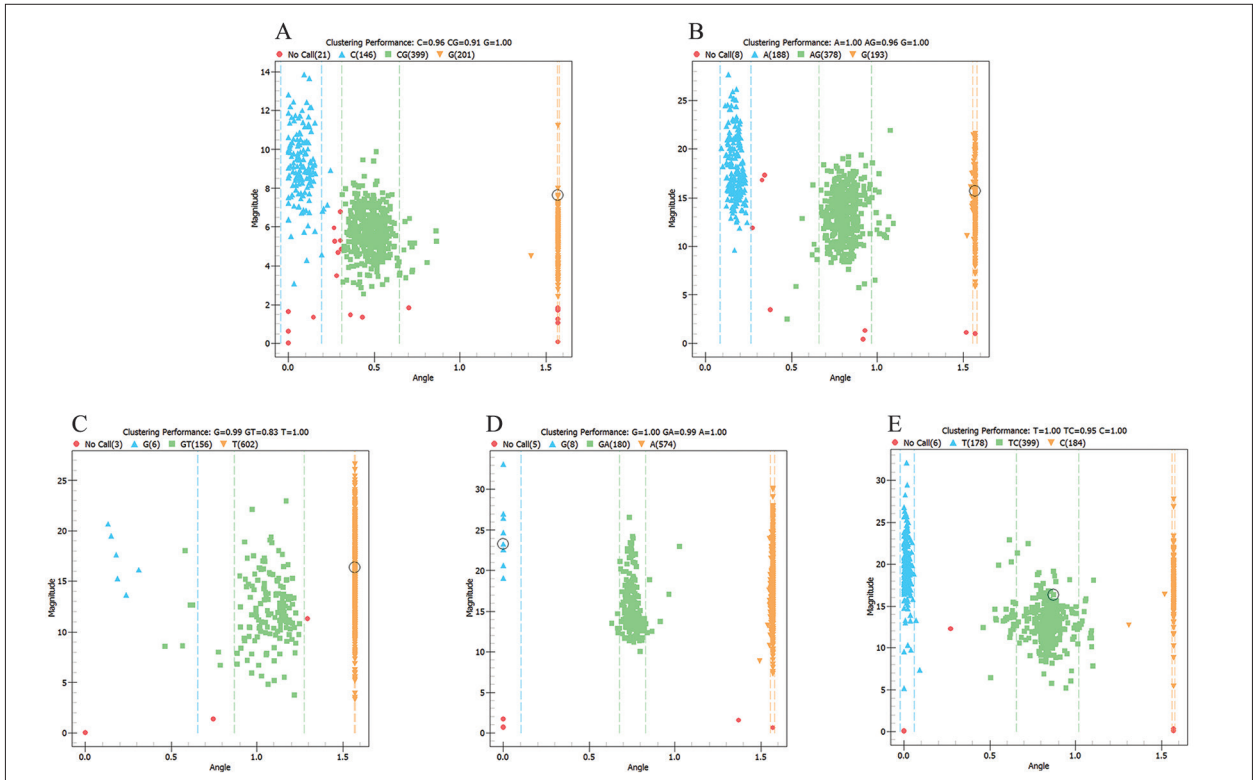 A
Clustering Performance: C=0.96 CG=0.91 G=1.00
No Call(21) C(146) CG(399) G(201)
14
12
10
8
6
4
2
0
Magnitude
0.0 0.5 1.0 1.5
Angle
B
Clustering Performance: A=1.00 AG=0.96 G=1.00
No Call(8) A(188) AG(378) G(193)
25
20
15
10
5
0
Magnitude
0.0 0.5 1.0 1.5
Angle
C
Clustering Performance: G=0.99 GT=0.83 T=1.00
No Call(3) G(6) GT(156) T(602)
25
20
15
10
5
0
Magnitude
0.0 0.5 1.0 1.5
Angle
D
Clustering Performance: G=1.00 GA=0.99 A=1.00
No Call(5) G(8) GA(180) A(574)
30
25
20
15
10
5
0
Magnitude
0.0 0.5 1.0 1.5
Angle
E
Clustering Performance: T=1.00 TC=0.95 C=1.00
No Call(6) T(178) TC(399) C(184)
30
25
20
15
10
5
0
Magnitude
0.0 0.5 1.0 1.5
Angle